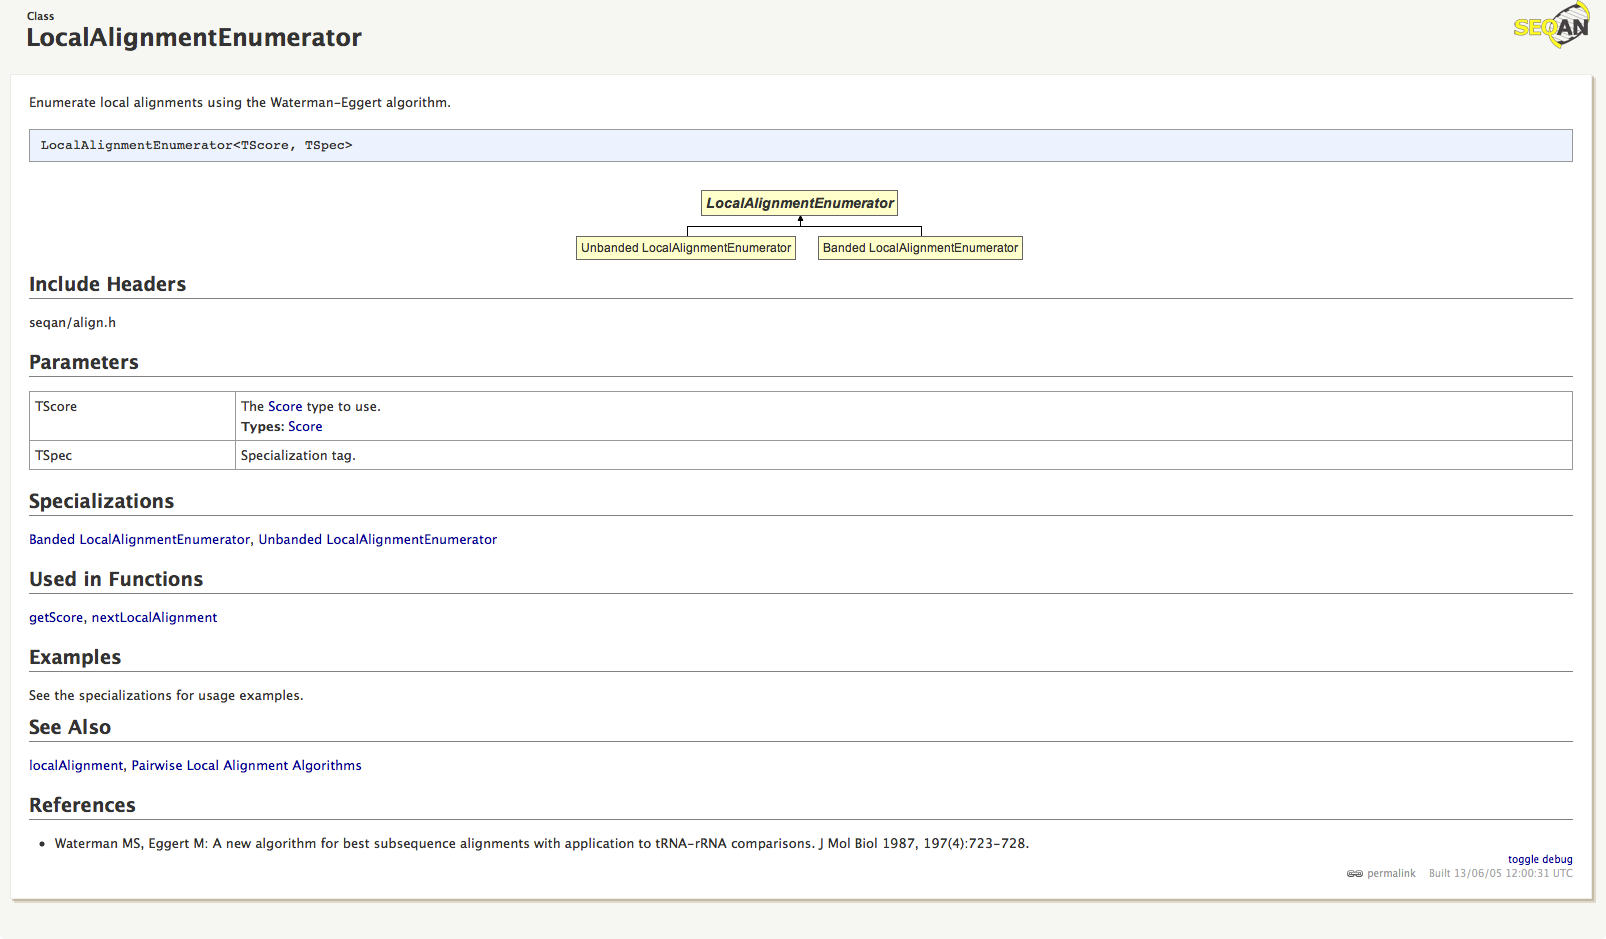 Class
LocalAlignmentEnumerator
SEQAN
Enumerate local alignments using the Waterman-Eggert algorithm.
LocalAlignmentEnumerator<TScore, TSpec>
LocalAlignmentEnumerator
Unbanded LocalAlignmentEnumerator
Banded LocalAlignmentEnumerator
Include Headers
seqan/align.h
Parameters
TScore
The Score type to use.
Types: Score
TSpec
Specialization tag.
Specializations
Banded LocalAlignmentEnumerator, Unbanded LocalAlignmentEnumerator
Used in Functions
getScore, nextLocalAlignment
Examples
See the specializations for usage examples.
See Also
localAlignment, Pairwise Local Alignment Algorithms
References
• Waterman MS, Eggert M: A new algorithm for best subsequence alignments with application to tRNA-rRNA comparisons. J Mol Biol 1987, 197(4):723-728.
toggle debug
permalink Built 13/06/05 12:00:31 UTC